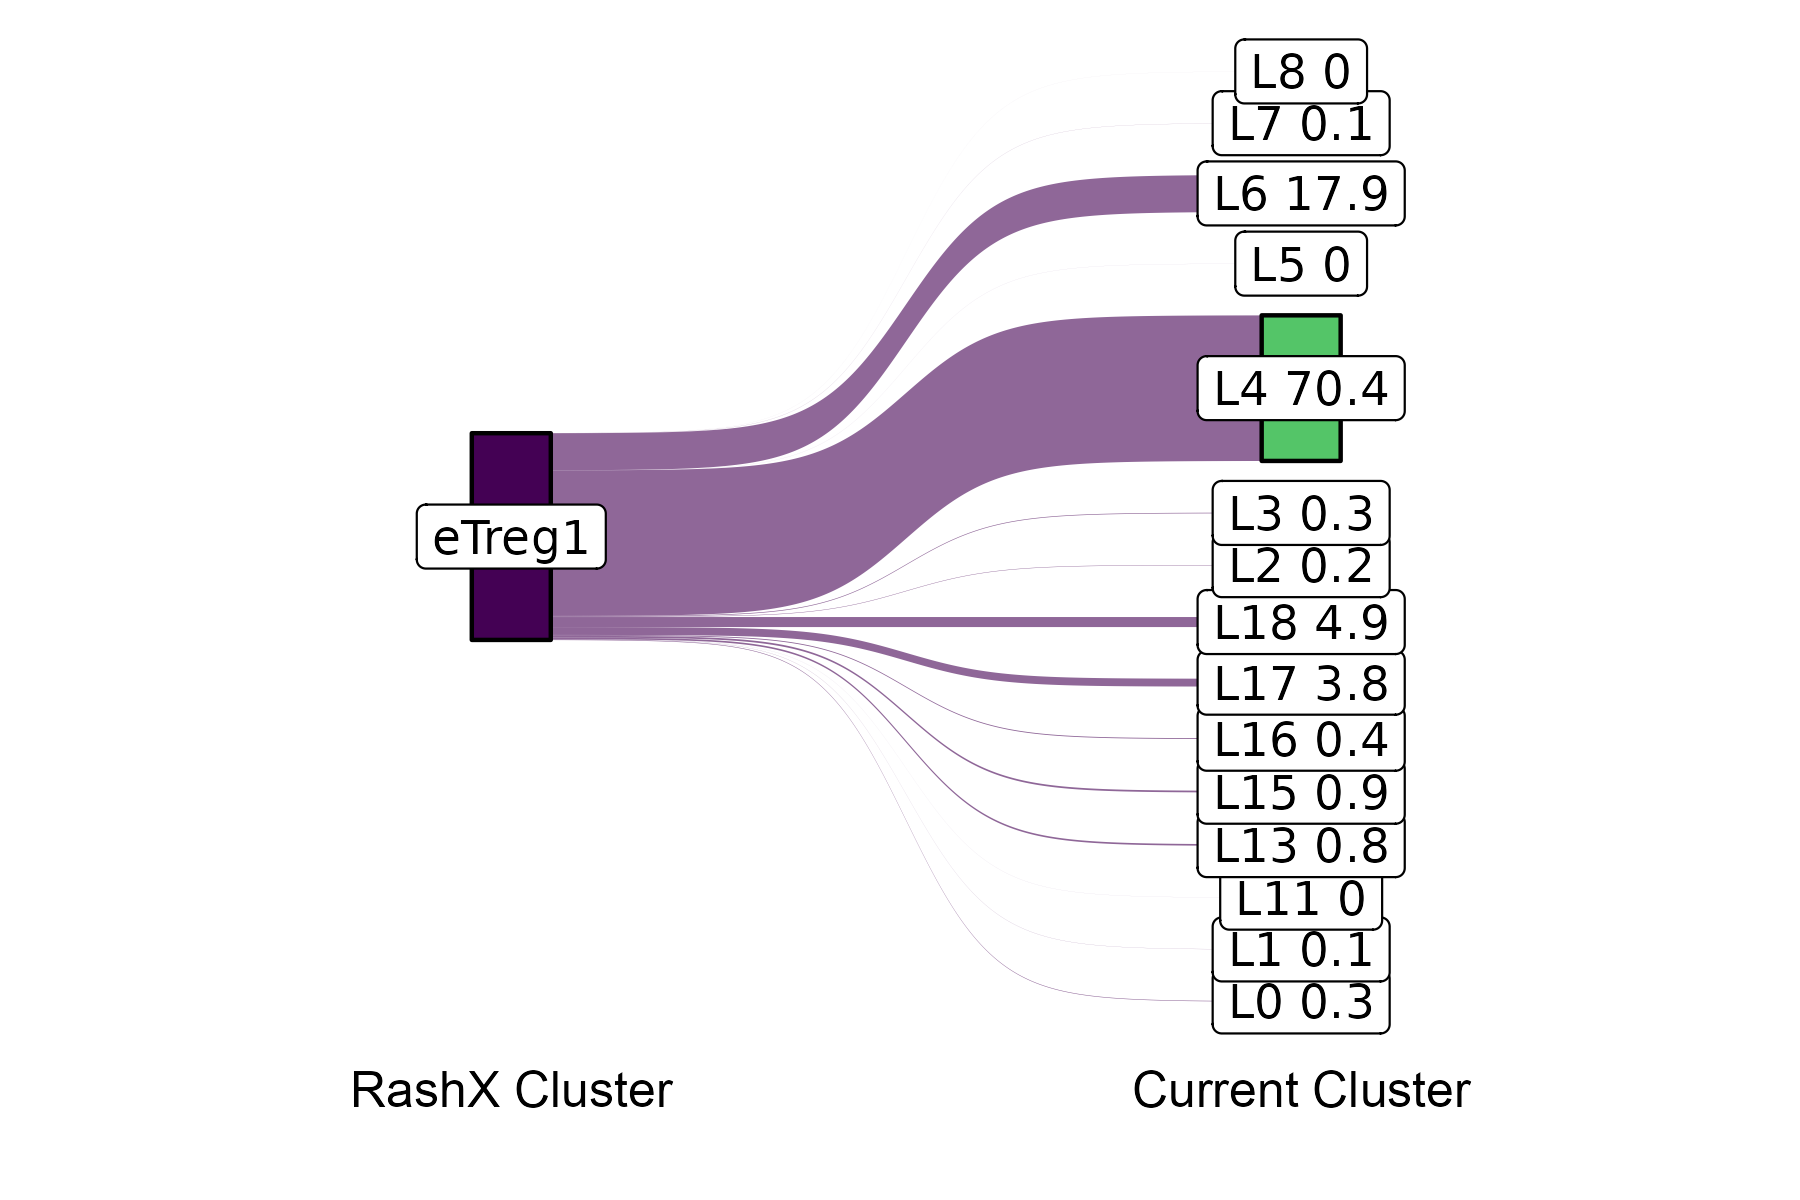 L8 0
L7 0.1
L6 17.9
L5 0
L4 70.4
eTreg1
L3 0.3
L2 0.2
L18 4.9
L17 3.8
L16 0.4
L15 0.9
L13 0.8
L11 0
L1 0.1
L0 0.3
RashX Cluster
Current Cluster